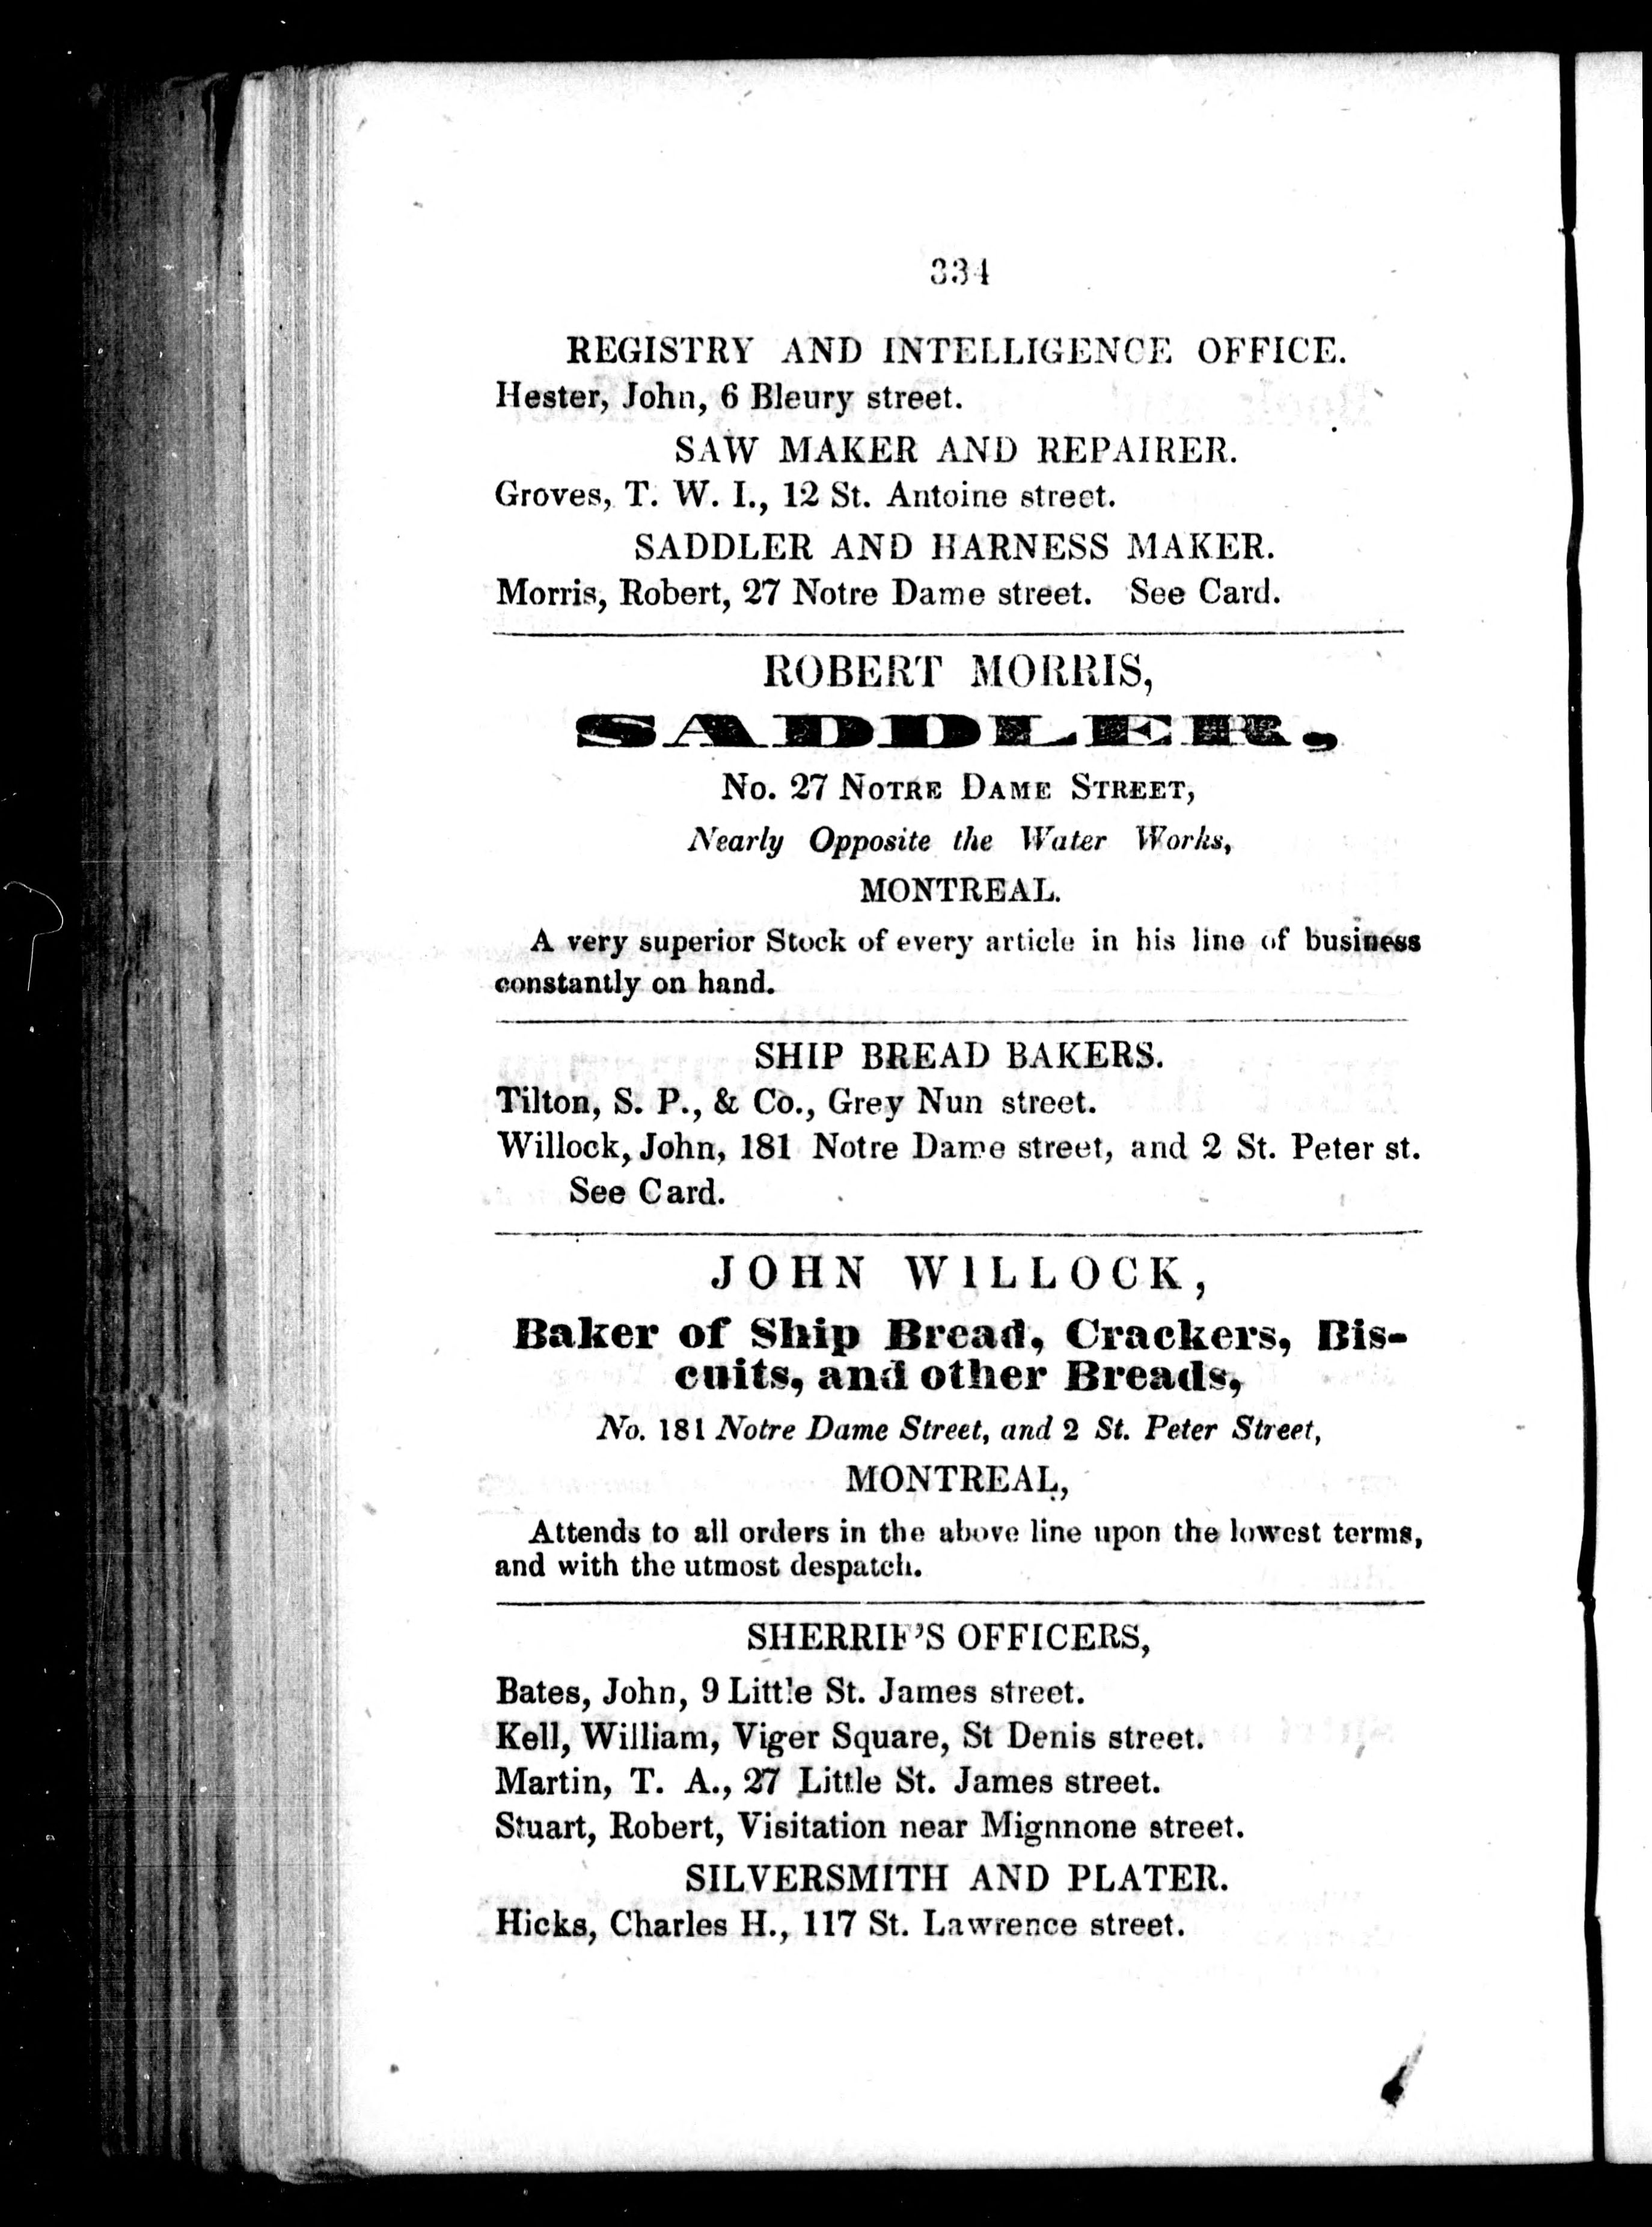 334
REGISTRY AND INTELLIGENCE OFFICE.
Hester, John, 6 Bleury street.
SAW MAKER AND REPAIRER.
Groves, T. W. I., 12 St. Antoine street.
SADDLER AND HARNESS MAKER.
Morris, Robert, 27 Notre Dame street. See Card.
ROBERT MORRIS,
SADDLER,
No. 27 Notre Dame Street,
Nearly Opposite the Water Works,
MONTREAL.
A very superior Stock of every article in his line of business
constantly on hand.
SHIP BREAD BAKERS.
Tilton, S. P., & Co., Grey Nun street.
Willock, John, 181 Notre Dame street, and 2 St. Peter st.
See Card.
JOHN WILLOCK,
Baker of Ship Bread, Crackers, Bis-
cuits, and other Breads,
No. 181 Notre Dame Street, and 2 St. Peter Street,
MONTREAL,
Attends to all orders in the above line upon the lowest terms,
and with the utmost despatch.
SHERRIF'S OFFICERS,
Bates, John, 9 Little St. James street.
Kell, William, Viger Square, St Denis street.
Martin, T. A., 27 Little St. James street.
Stuart, Robert, Visitation near Mignnone street.
SILVERSMITH AND PLATER.
Hicks, Charles H., 117 St. Lawrence street.